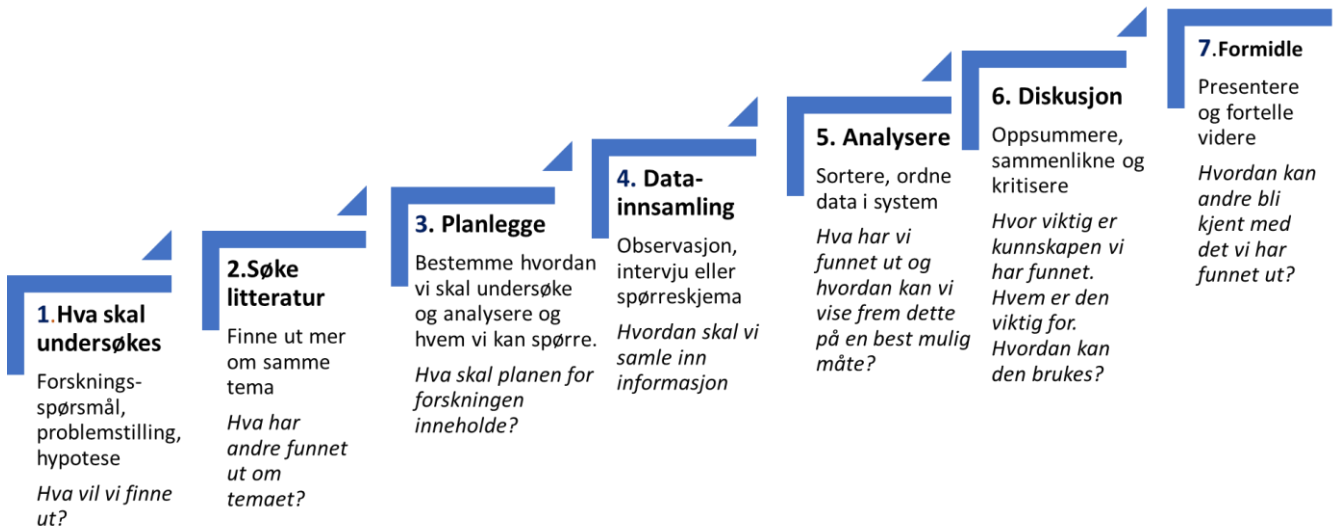 1.Hva skal
undersøkes
Forsknings-
spørsmål,
problemstilling,
hypotese
Hva vil vi finne
ut?
2.Søke
litteratur
Finne ut mer
om samme
tema
Hva har
andre funnet
ut om
temaet?
3. Planlegge
Bestemme hvordan
vi skal undersøke
og analysere og
hvem vi kan spørre.
Hva skal planen for
forskningen
inneholde?
4. Data-
innsamling
Observasjon,
intervju eller
spørreskjema
Hvordan skal vi
samle inn
informasjon
5. Analysere
Sortere, ordne
data i system
Hva har vi
funnet ut og
hvordan kan vi
vise frem dette
på en best mulig
måte?
6. Diskusjon
Oppsummere,
sammenlikne og
kritisere
Hvor viktig er
kunnskapen vi
har funnet.
Hvem er den
viktig for.
Hvordan kan
den brukes?
7.Formidle
Presentere
og fortelle
videre
Hvordan kan
andre bli
kjent med
det vi har
funnet ut?